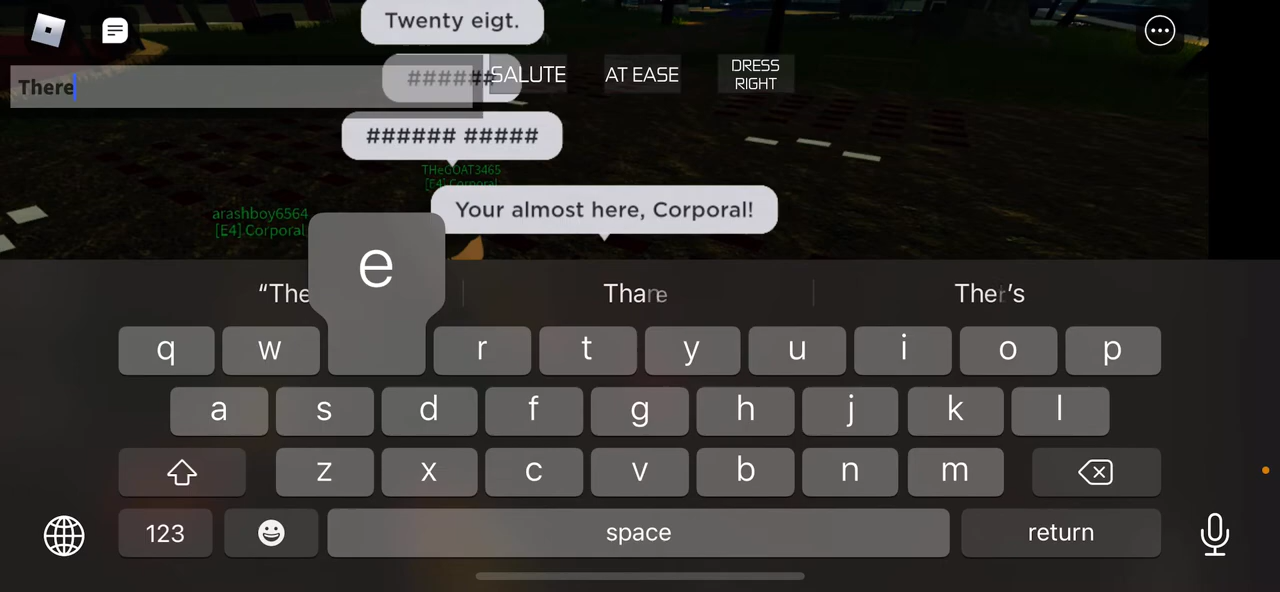 Twenty eigt.
######
SALUTE
AT EASE
DRESS
RIGHT
There
###### #####
THeGOAT3465
[E4] Corporal
Your almost here, Corporal!
arashboy6564
[E4] Corporal
e
“The
Ther's
q w r t y u i o p
a s d f g h j k l
z x c v b n m
123
space
return